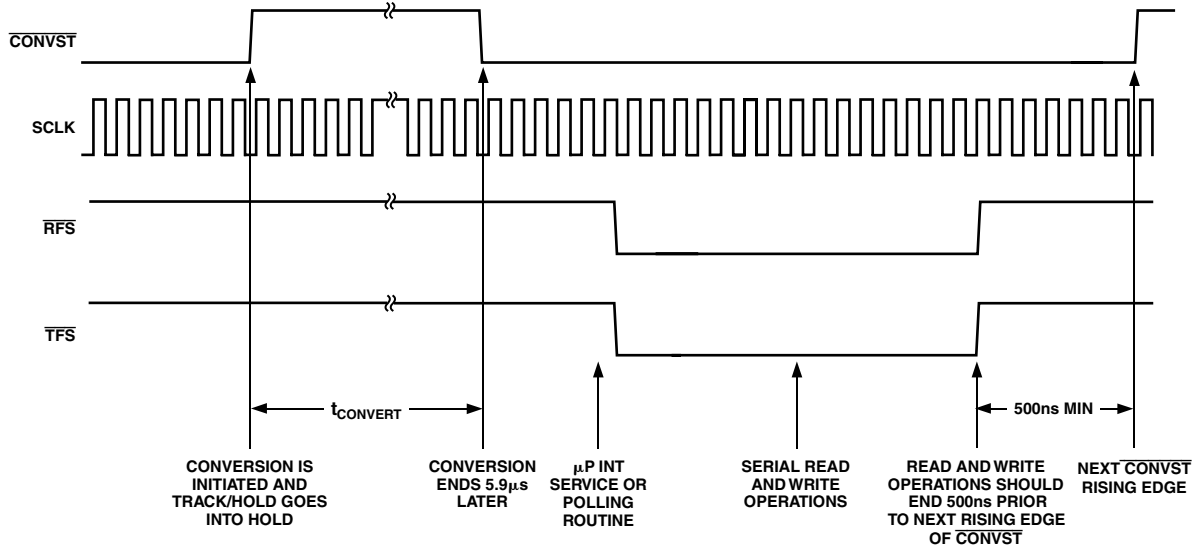 CONVST
SCLK
RFS
TFS
tCONVERT
500ns MIN
CONVERSION IS
INITIATED AND
TRACK/HOLD GOES
INTO HOLD
CONVERSION
ENDS 5.9μs
LATER
μP INT
SERVICE OR
POLLING
ROUTINE
SERIAL READ
AND WRITE
OPERATIONS
READ AND WRITE
OPERATIONS SHOULD
END 500ns PRIOR
TO NEXT RISING EDGE
OF CONVST
NEXT CONVST
RISING EDGE